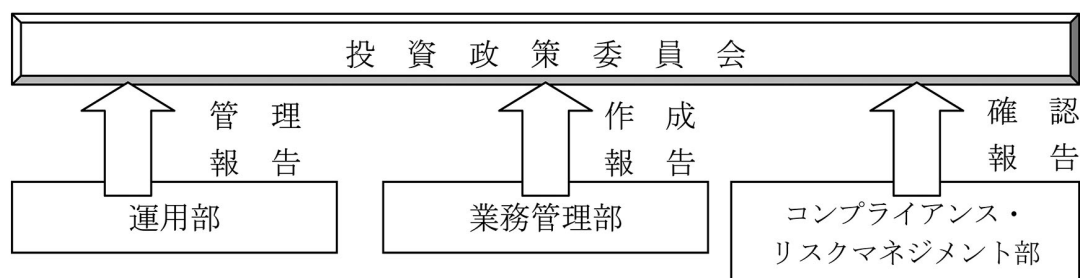 投資政策委員会
管理
報告
作成
報告
確認
報告
運用部
業務管理部
コンプライアンス・
リスクマネジメント部